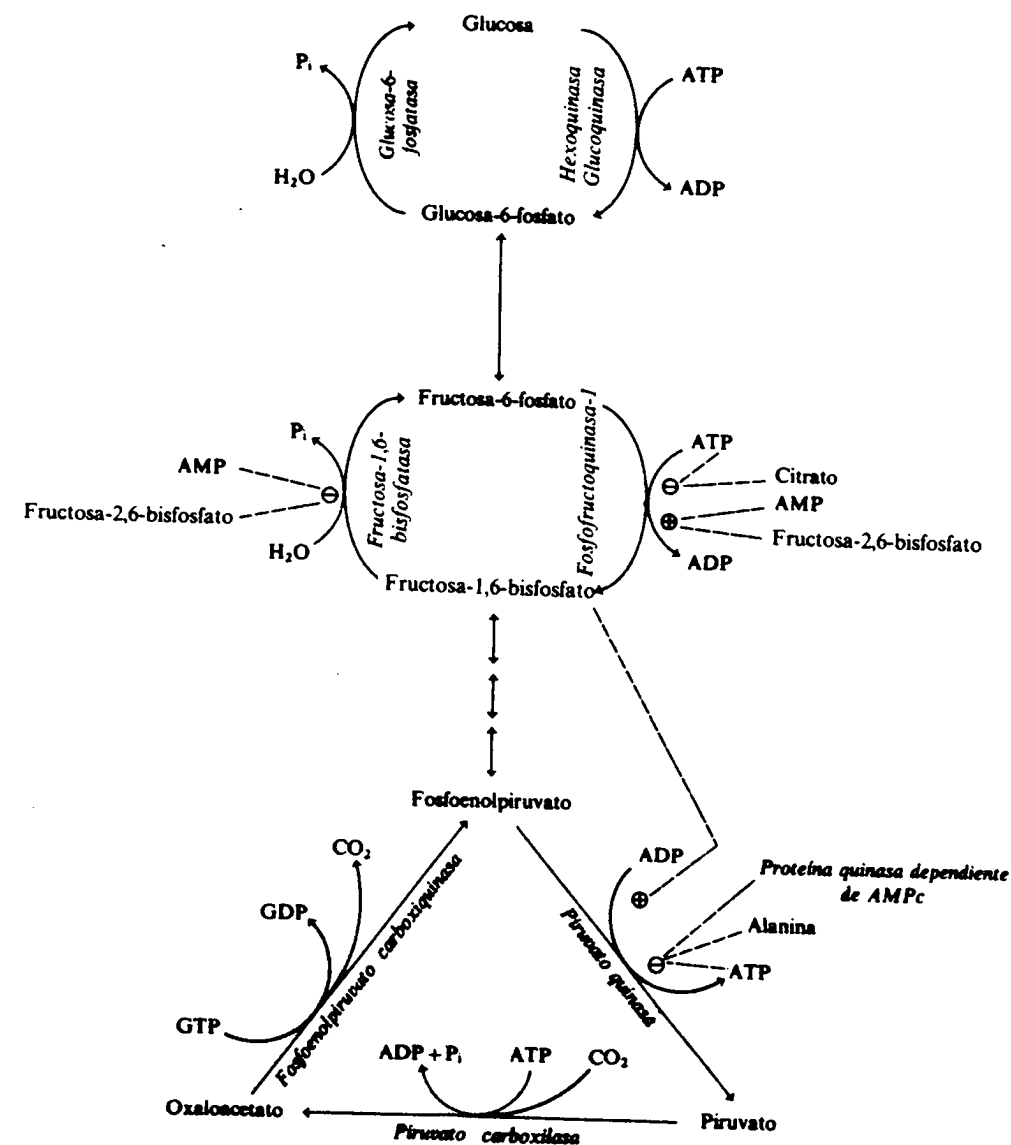 Glucosa
Pᵢ
Glucosa-6-
fosfatasa
Hexoquinasa
Glucoquinasa
ATP
H₂O
ADP
Glucosa-6-fosfato
Fructosa-6-fosfato
Pᵢ
Fructosa-1,6-
bisfosfatasa
Fosfofructoquinasa-1
ATP
AMP
⊖
⊖
Citrato
AMP
Fructosa-2,6-bisfosfato
⊕
Fructosa-2,6-bisfosfato
H₂O
ADP
Fructosa-1,6-bisfosfato
Fosfoenolpiruvato
CO₂
ADP
Proteína quinasa dependiente
de AMPc
⊕
GDP
Fosfoenolpiruvato carboxiquinasa
Piruvato quinasa
Alanina
⊖
ATP
GTP
ADP + Pᵢ
ATP
CO₂
Oxaloacetato
Piruvato
Piruvato carboxilasa